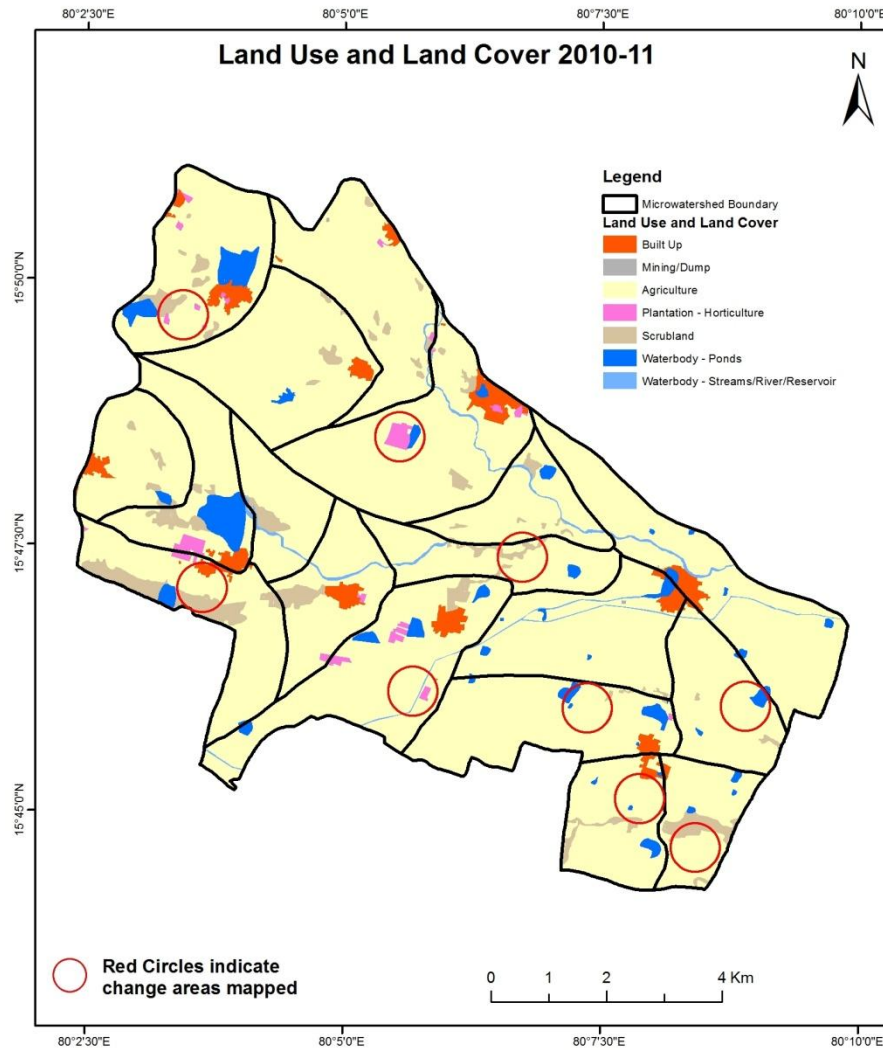 80°2'30"E 80°5'0"E 80°7'30"E 80°10'0"E
Land Use and Land Cover 2010-11
N
Legend
Microwatershed Boundary
Land Use and Land Cover
Built Up
Mining/Dump
Agriculture
Plantation - Horticulture
Scrubland
Waterbody - Ponds
Waterbody - Streams/River/Reservoir
15°50'0"N
15°47'30"N
15°45'0"N
Red Circles indicate
change areas mapped
0 1 2 4 Km
80°2'30"E 80°5'0"E 80°7'30"E 80°10'0"E